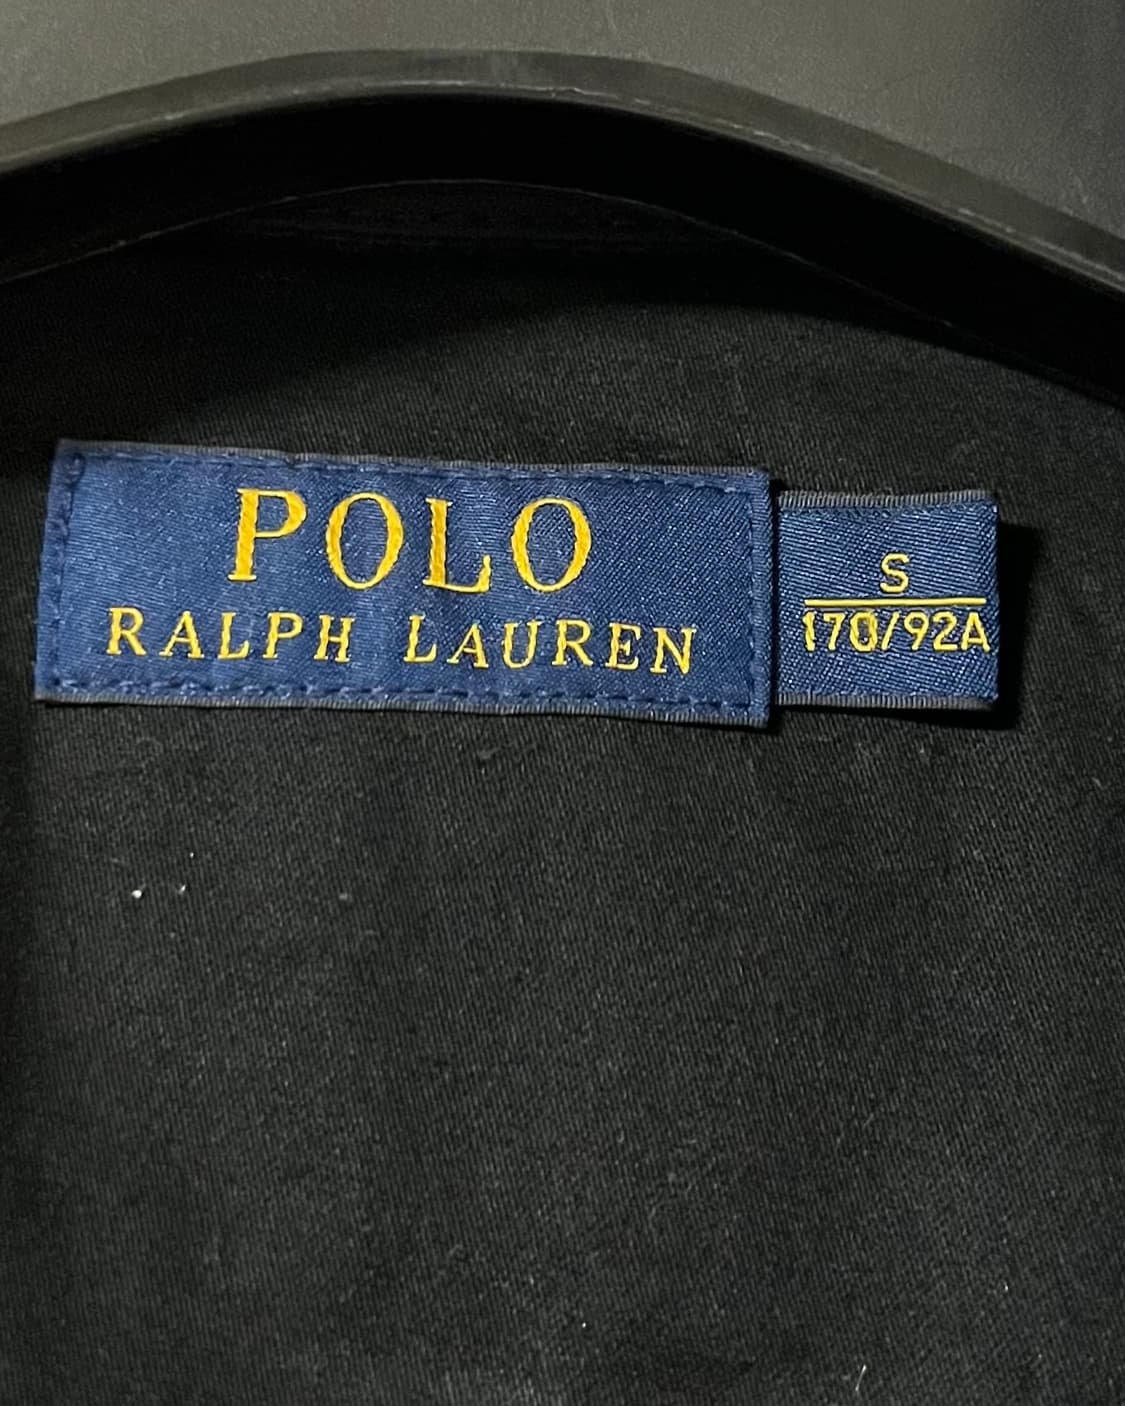 POLO
RALPH LAUREN
S
170/92A